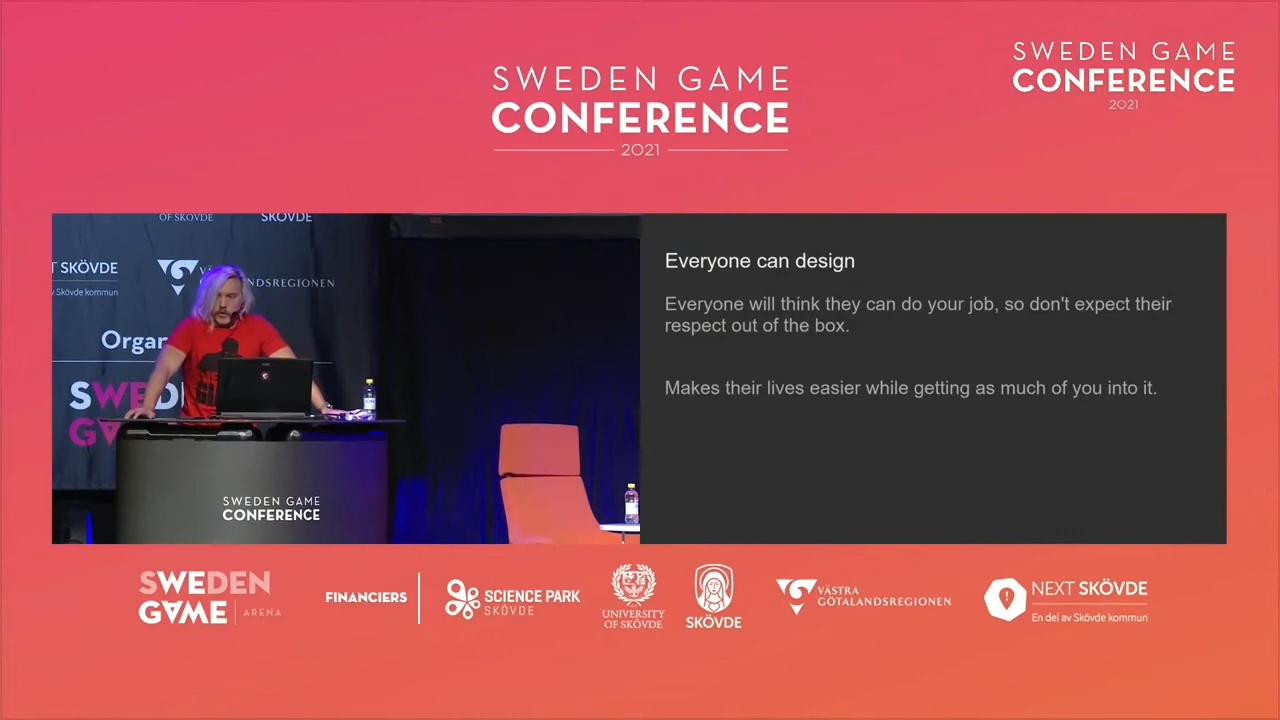 SWEDEN GAME
CONFERENCE
2021
SWEDEN GAME
CONFERENCE
2021
OF SKÖVDE
SKÖVDE
T SKÖVDE
v Skövde kommun
VÄ
NDSREGIONEN
Organ
SWED
GA
SWEDEN GAME
CONFERENCE
Everyone can design
Everyone will think they can do your job, so don't expect their
respect out of the box.
Makes their lives easier while getting as much of you into it.
SWEDEN
GAME
ARENA
FINANCIERS
SCIENCE PARK
SKÖVDE
UNIVERSITY
OF SKÖVDE
SKÖVDE
VÄSTRA
GÖTALANDSREGIONEN
NEXT SKÖVDE
En del av Skövde kommun